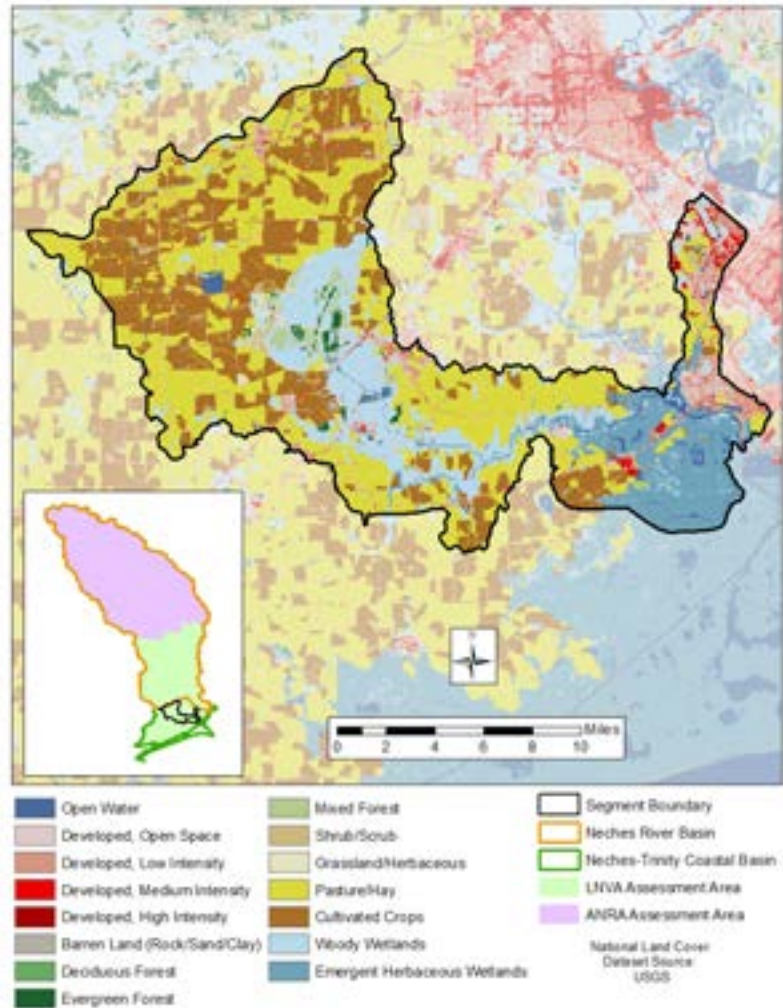 Miles
0 2 4 6 8 10
Open Water
Developed, Open Space
Developed, Low Intensity
Developed, Medium Intensity
Developed, High Intensity
Barren Land (Rock/Sand/Clay)
Deciduous Forest
Evergreen Forest
Mixed Forest
Shrub/Scrub
Grassland/Herbaceous
Pasture/Hay
Cultivated Crops
Woody Wetlands
Emergent Herbaceous Wetlands
Segment Boundary
Neches River Basin
Neches-Trinity Coastal Basin
LNVA Assessment Area
ANRA Assessment Area
National Land Cover
Dataset Source:
USGS